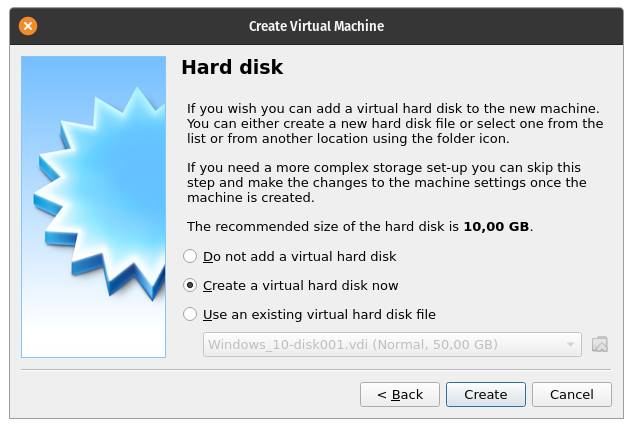 Create Virtual Machine
Hard disk
If you wish you can add a virtual hard disk to the new machine.
You can either create a new hard disk file or select one from the
list or from another location using the folder icon.
If you need a more complex storage set-up you can skip this
step and make the changes to the machine settings once the
machine is created.
The recommended size of the hard disk is 10,00 GB.
Do not add a virtual hard disk
Create a virtual hard disk now
Use an existing virtual hard disk file
Windows_10-disk001.vdi (Normal, 50,00 GB)
< Back
Create
Cancel